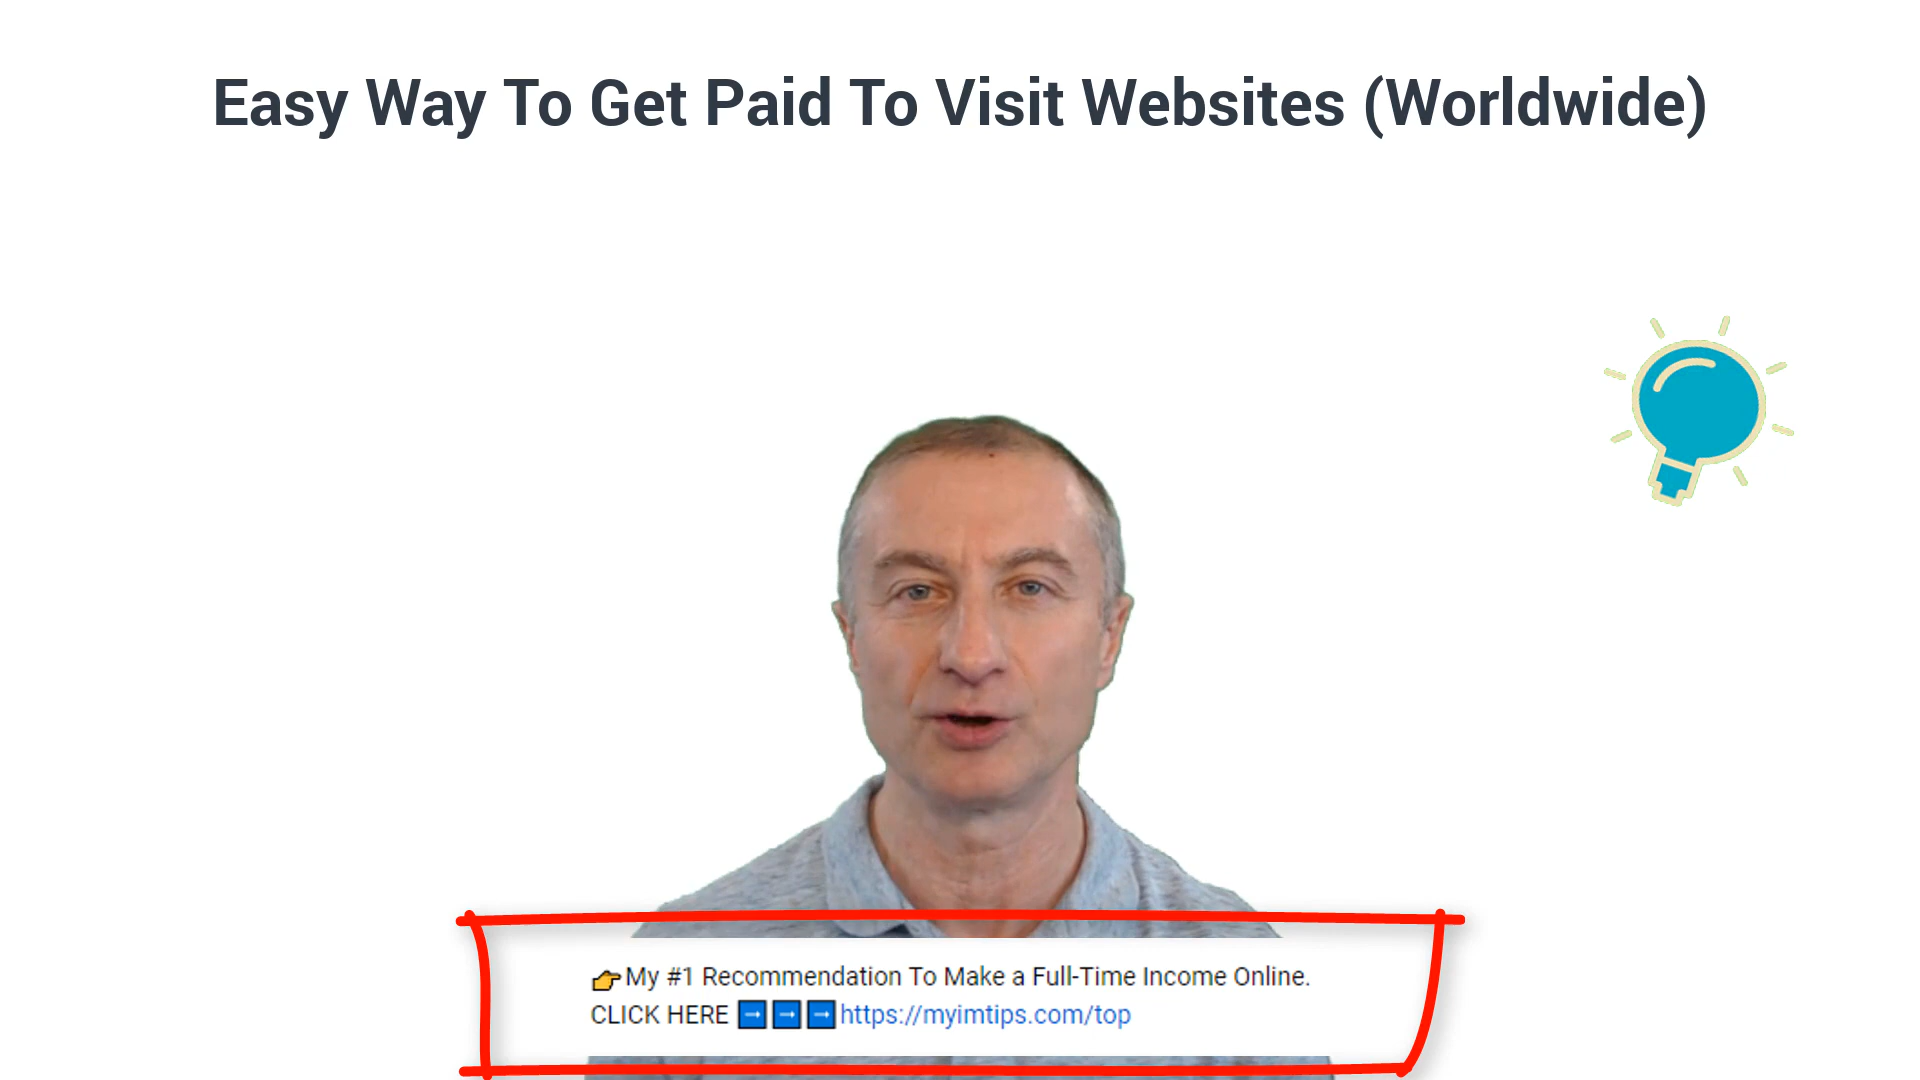 Easy Way To Get Paid To Visit Websites (Worldwide)
👉My #1 Recommendation To Make a Full-Time Income Online.
CLICK HERE ➡➡➡https://myimtips.com/top